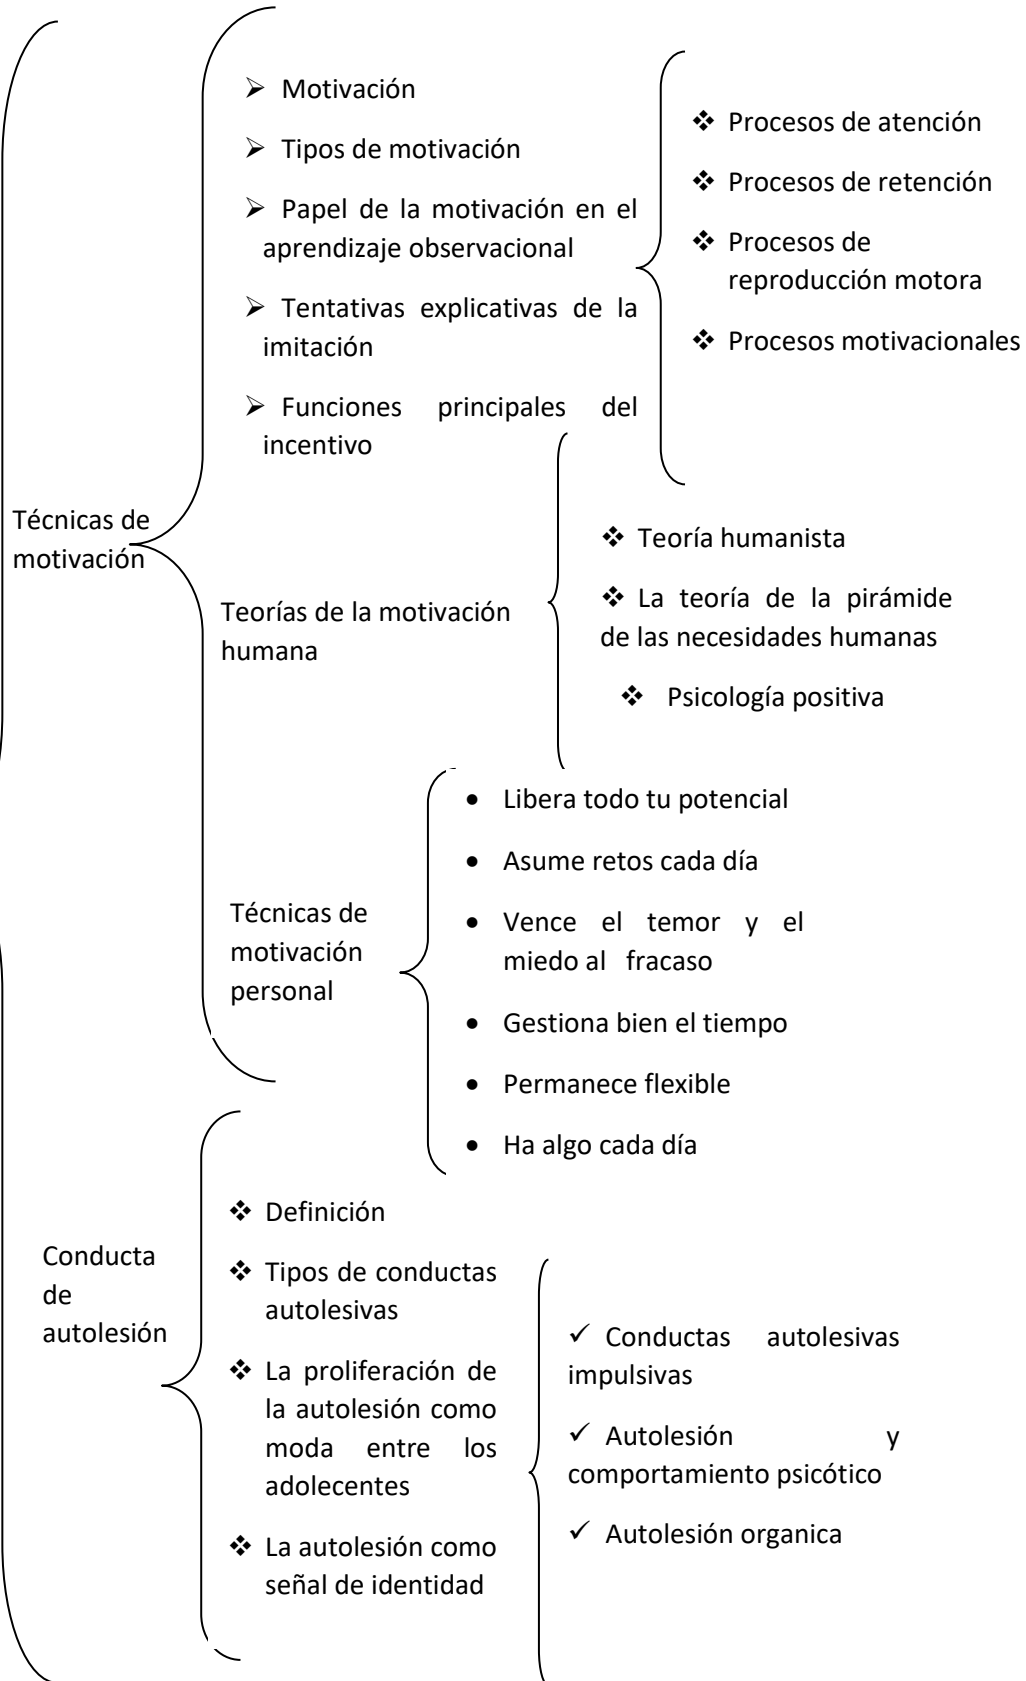 ➢ Motivación
➢ Tipos de motivación
➢ Papel de la motivación en el
aprendizaje observacional
➢ Tentativas explicativas de la
imitación
➢ Funciones principales del
incentivo
❖ Procesos de atención
❖ Procesos de retención
❖ Procesos de
reproducción motora
❖ Procesos motivacionales
Técnicas de
motivación
Teorías de la motivación
humana
❖ Teoría humanista
❖ La teoría de la pirámide
de las necesidades humanas
❖ Psicología positiva
Técnicas de
motivación
personal
• Libera todo tu potencial
• Asume retos cada día
• Vence el temor y el
miedo al fracaso
• Gestiona bien el tiempo
• Permanece flexible
• Ha algo cada día
Conducta
de
autolesión
❖ Definición
❖ Tipos de conductas
autolesivas
❖ La proliferación de
la autolesión como
moda entre los
adolecentes
❖ La autolesión como
señal de identidad
✓ Conductas autolesivas
impulsivas
✓ Autolesión y
comportamiento psicótico
✓ Autolesión organica